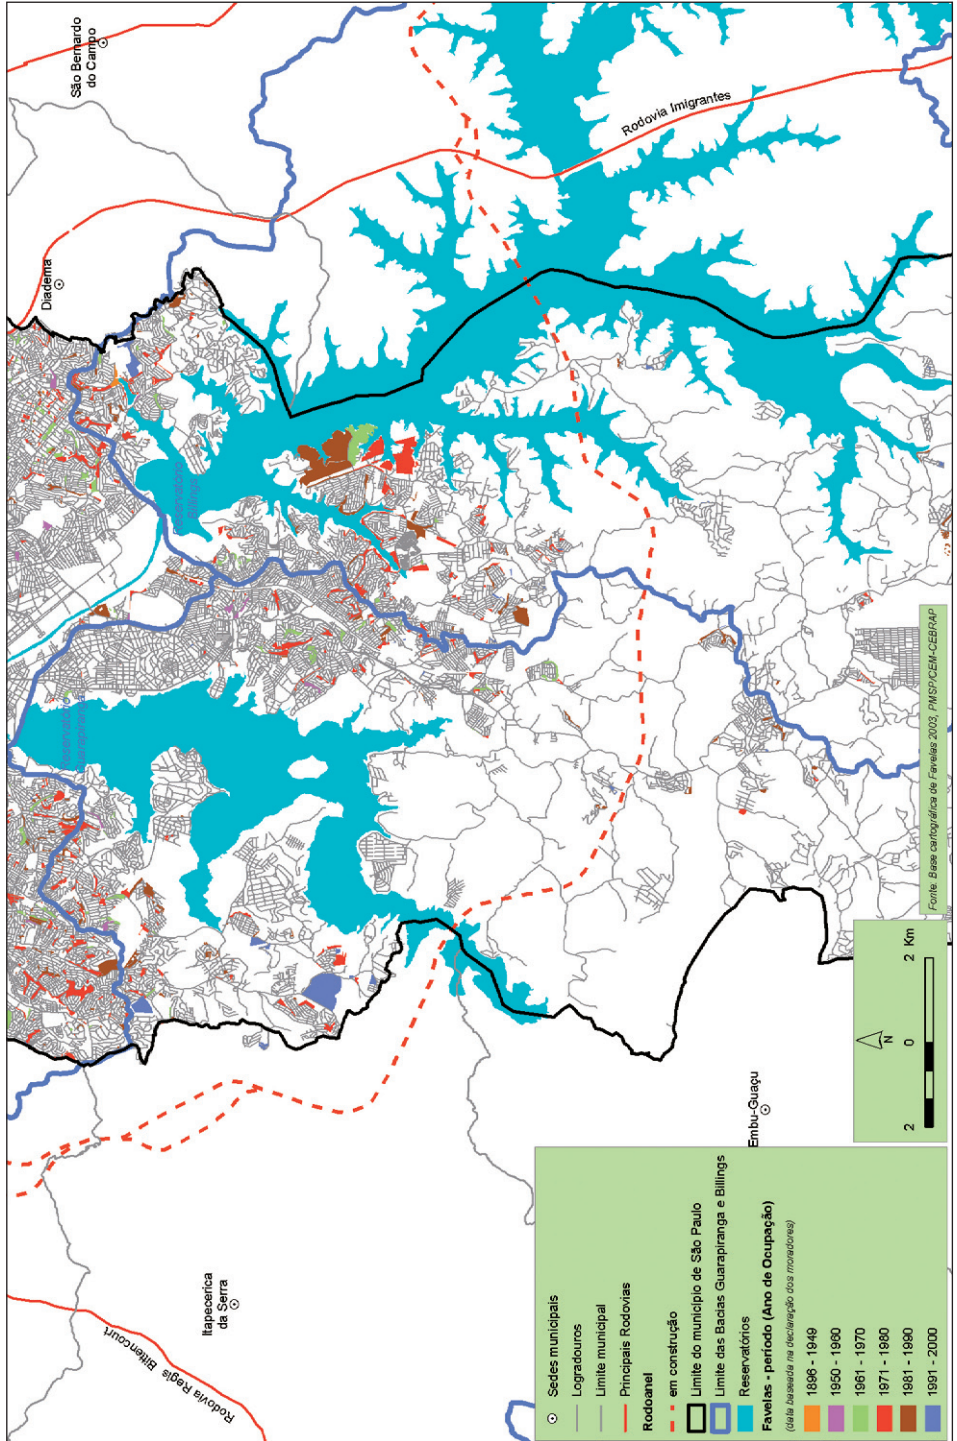 São Bernardo
do Campo
Diadema
Rodovia Imigrantes
Reservatório
Billings
Reservatório
Guarapiranga
Itapecerica
da Serra
Rodovia Regis Bittencourt
Embu-Guaçu
Sedes municipais
Logradouros
Limite municipal
Principais Rodovias
Rodoanel
em construção
Limite do município de São Paulo
Limite das Bacias Guarapiranga e Billings
Reservatórios
Favelas - período (Ano de Ocupação)
(data baseada na declaração dos moradores)
1896 - 1949
1950 - 1960
1961 - 1970
1971 - 1980
1981 - 1990
1991 - 2000
N
2 0 2 Km
Fonte: Base cartográfica de Favelas 2003, PMSP/CEM-CEBRAP